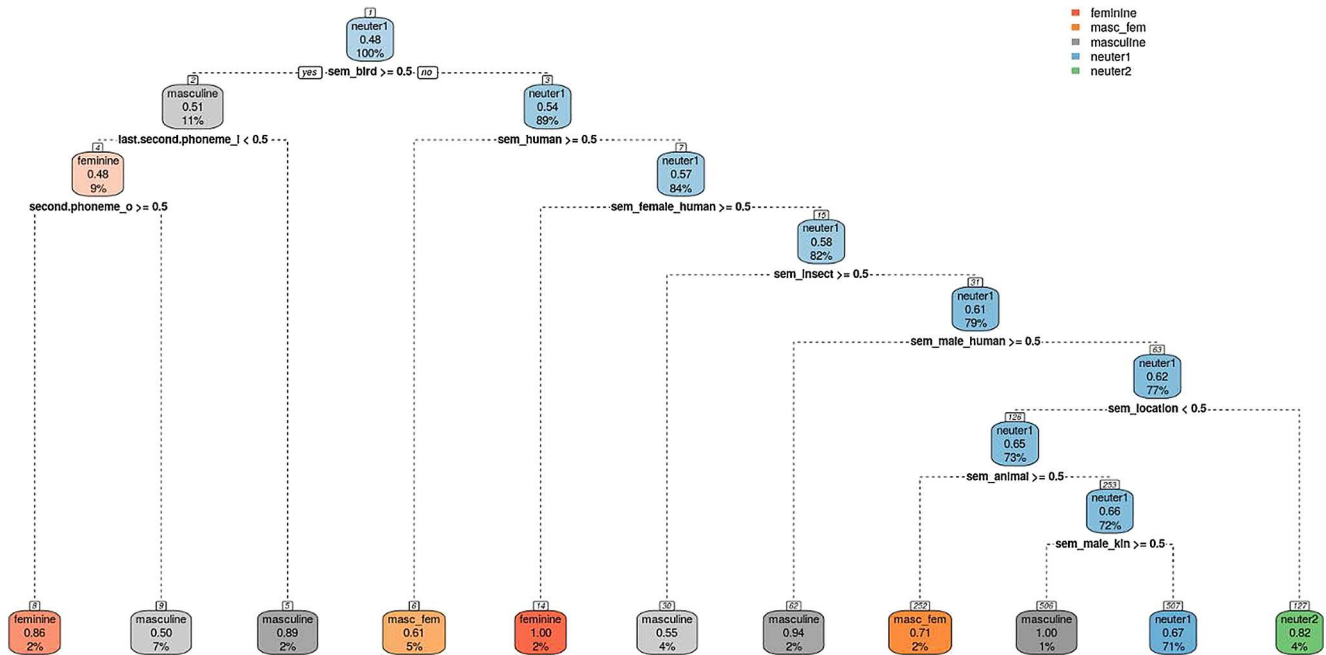 1
neuter1
0.48
100%
yes sem_bird >= 0.5 no
feminine
masc_fem
masculine
neuter1
neuter2
2
masculine
0.51
11%
last.second.phoneme_i < 0.5
3
neuter1
0.54
89%
sem_human >= 0.5
4
feminine
0.48
9%
second.phoneme_o >= 0.5
7
neuter1
0.57
84%
sem_female_human >= 0.5
15
neuter1
0.58
82%
sem_insect >= 0.5
31
neuter1
0.61
79%
sem_male_human >= 0.5
63
neuter1
0.62
77%
sem_location < 0.5
126
neuter1
0.65
73%
sem_animal >= 0.5
253
neuter1
0.66
72%
sem_male_kin >= 0.5
8
feminine
0.86
2%
9
masculine
0.50
7%
5
masculine
0.89
2%
6
masc_fem
0.61
5%
14
feminine
1.00
2%
30
masculine
0.55
4%
62
masculine
0.94
2%
252
masc_fem
0.71
2%
506
masculine
1.00
1%
507
neuter1
0.67
71%
127
neuter2
0.82
4%